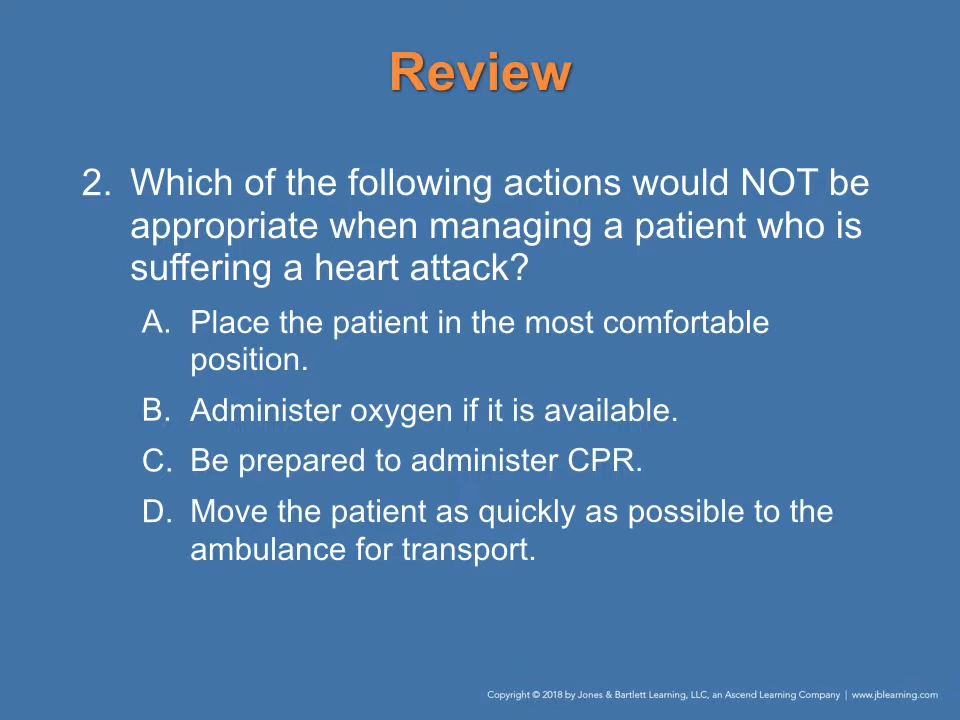 Review
2. Which of the following actions would NOT be
appropriate when managing a patient who is
suffering a heart attack?
A. Place the patient in the most comfortable
position.
B. Administer oxygen if it is available.
C. Be prepared to administer CPR.
D. Move the patient as quickly as possible to the
ambulance for transport.
Copyright © 2018 by Jones & Bartlett Learning, LLC, an Ascend Learning Company | www.jblearning.com